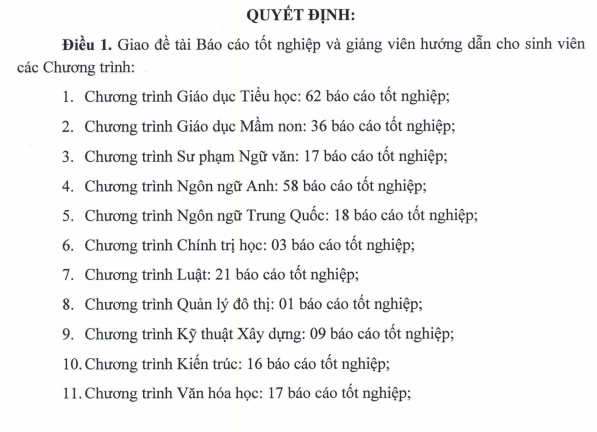 QUYẾT ĐỊNH:
Điều 1. Giao đề tài Báo cáo tốt nghiệp và giảng viên hướng dẫn cho sinh viên
các Chương trình:
1. Chương trình Giáo dục Tiểu học: 62 báo cáo tốt nghiệp;
2. Chương trình Giáo dục Mầm non: 36 báo cáo tốt nghiệp;
3. Chương trình Sư phạm Ngữ văn: 17 báo cáo tốt nghiệp;
4. Chương trình Ngôn ngữ Anh: 58 báo cáo tốt nghiệp;
5. Chương trình Ngôn ngữ Trung Quốc: 18 báo cáo tốt nghiệp;
6. Chương trình Chính trị học: 03 báo cáo tốt nghiệp;
7. Chương trình Luật: 21 báo cáo tốt nghiệp;
8. Chương trình Quản lý đô thị: 01 báo cáo tốt nghiệp;
9. Chương trình Kỹ thuật Xây dựng: 09 báo cáo tốt nghiệp;
10. Chương trình Kiến trúc: 16 báo cáo tốt nghiệp;
11. Chương trình Văn hóa học: 17 báo cáo tốt nghiệp;